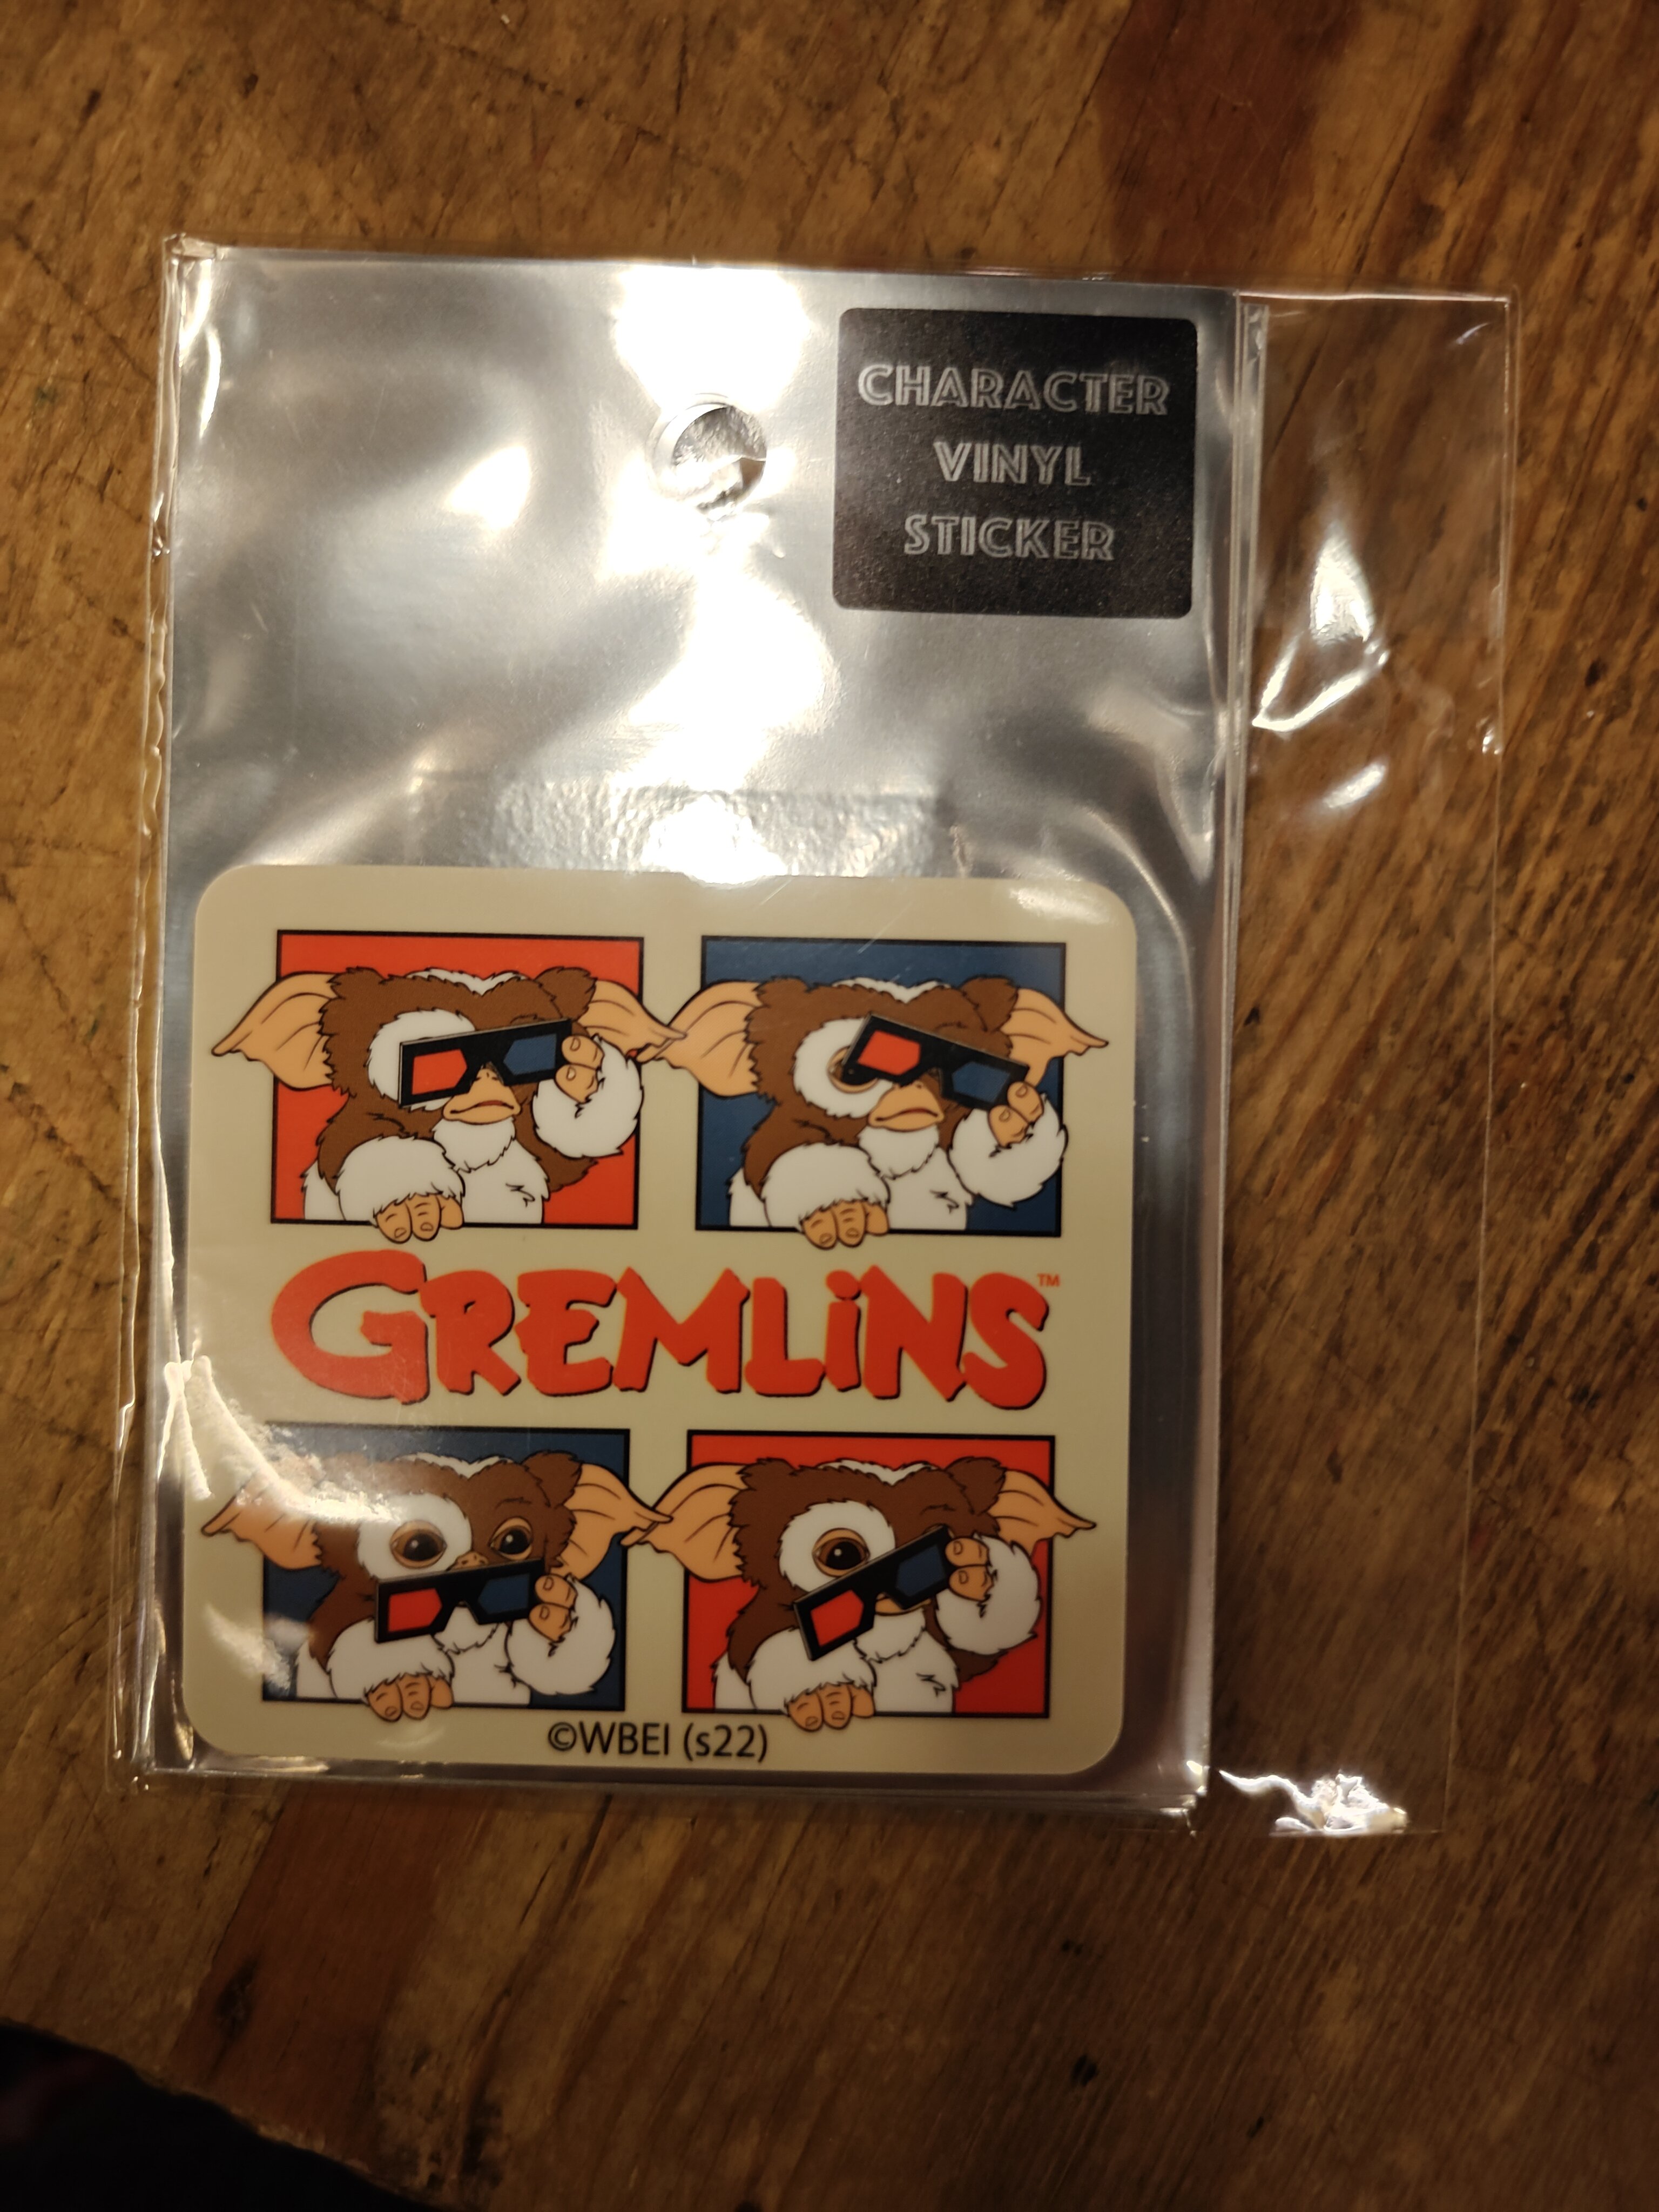 CHARACTER
VINYL
STICKER
GREMLiNS™
©WBEI (s22)